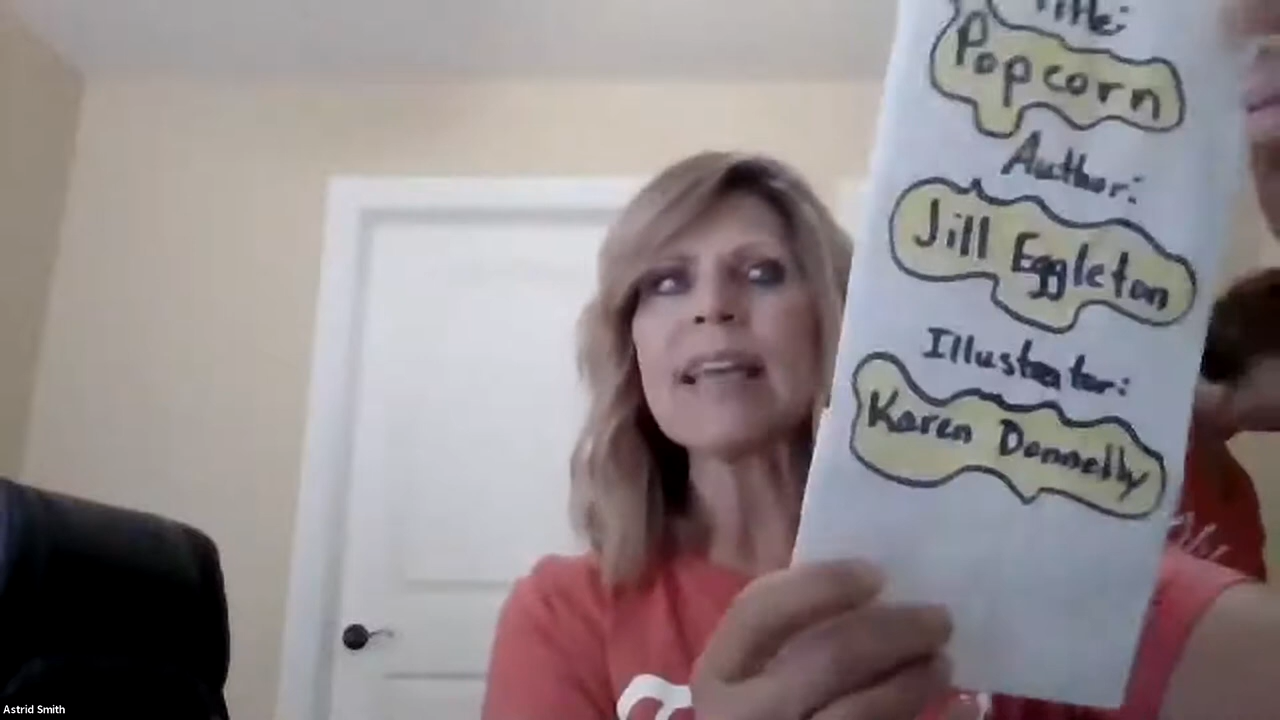 Title:
Popcorn
Author:
Jill Eggleton
Illustrator:
Karen Donnelly
Astrid Smith